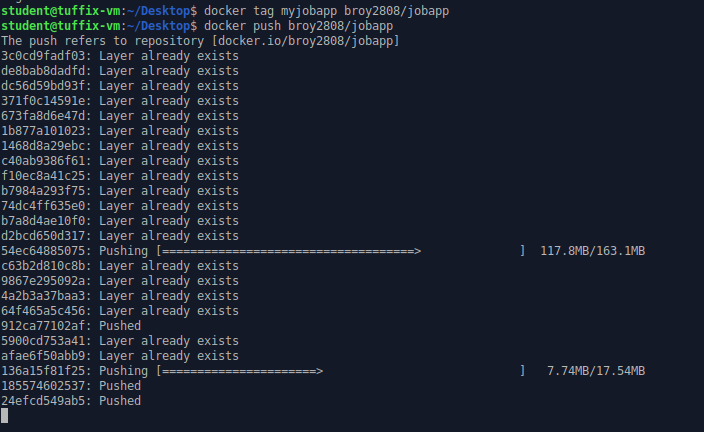 student@tuffix-vm:~/Desktop$ docker tag myjobapp broy2808/jobapp
student@tuffix-vm:~/Desktop$ docker push broy2808/jobapp
The push refers to repository [docker.io/broy2808/jobapp]
3c0cd9fadf03: Layer already exists
de8bab8dadfd: Layer already exists
dc56d59bd93f: Layer already exists
371f0c14591e: Layer already exists
673fa8d6e47d: Layer already exists
1b877a101023: Layer already exists
1468d8a29ebc: Layer already exists
c40ab9386f61: Layer already exists
f10ec8a41c25: Layer already exists
b7984a293f75: Layer already exists
74dc4ff635e0: Layer already exists
b7a8d4ae10f0: Layer already exists
d2bcd650d317: Layer already exists
54ec64885075: Pushing [====================================>              ]  117.8MB/163.1MB
c63b2d810c8b: Layer already exists
9867e295092a: Layer already exists
4a2b3a37baa3: Layer already exists
64f465a5c456: Layer already exists
912ca77102af: Pushed
5900cd753a41: Layer already exists
afae6f50abb9: Layer already exists
136a15f81f25: Pushing [======================>                            ]   7.74MB/17.54MB
185574602537: Pushed
24efcd549ab5: Pushed